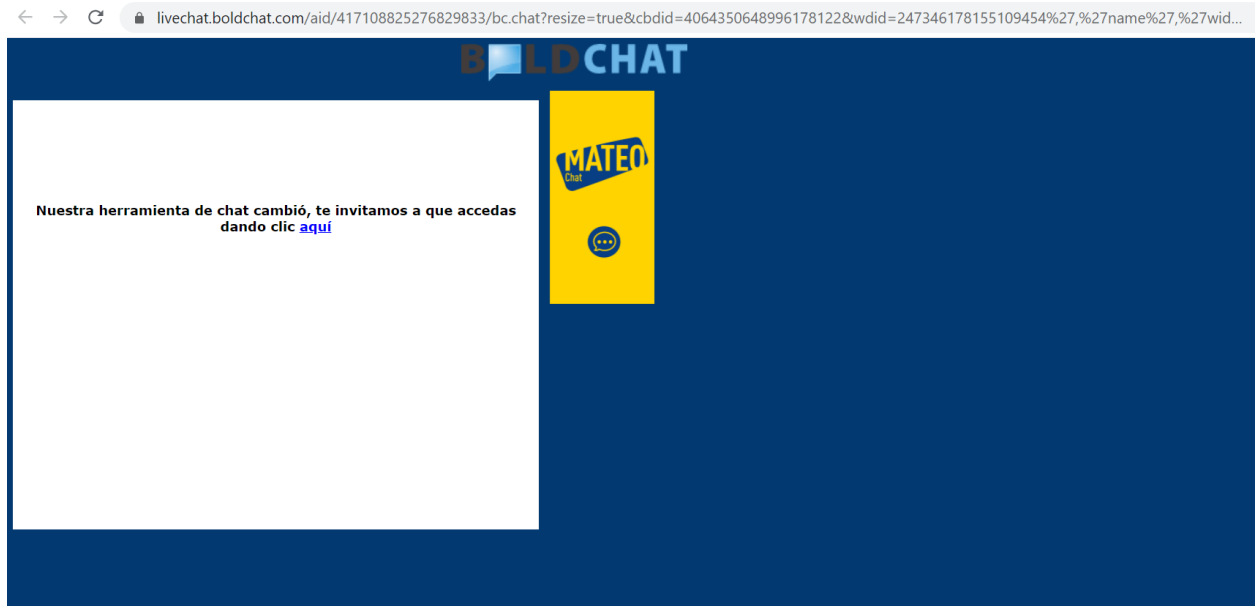 livechat.boldchat.com/aid/417108825276829833/bc.chat?resize=true&cbdid=4064350648996178122&wdid=247346178155109454%27,%27name%27,%27wid...
BOLDCHAT
MATEO
Chat
Nuestra herramienta de chat cambió, te invitamos a que accedas
dando clic aquí